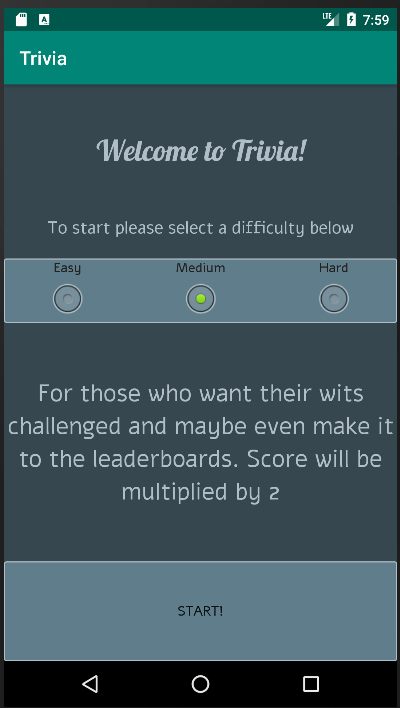 LTE 7:59
Trivia
Welcome to Trivia!
To start please select a difficulty below
Easy Medium Hard
For those who want their wits
challenged and maybe even make it
to the leaderboards. Score will be
multiplied by 2
START!